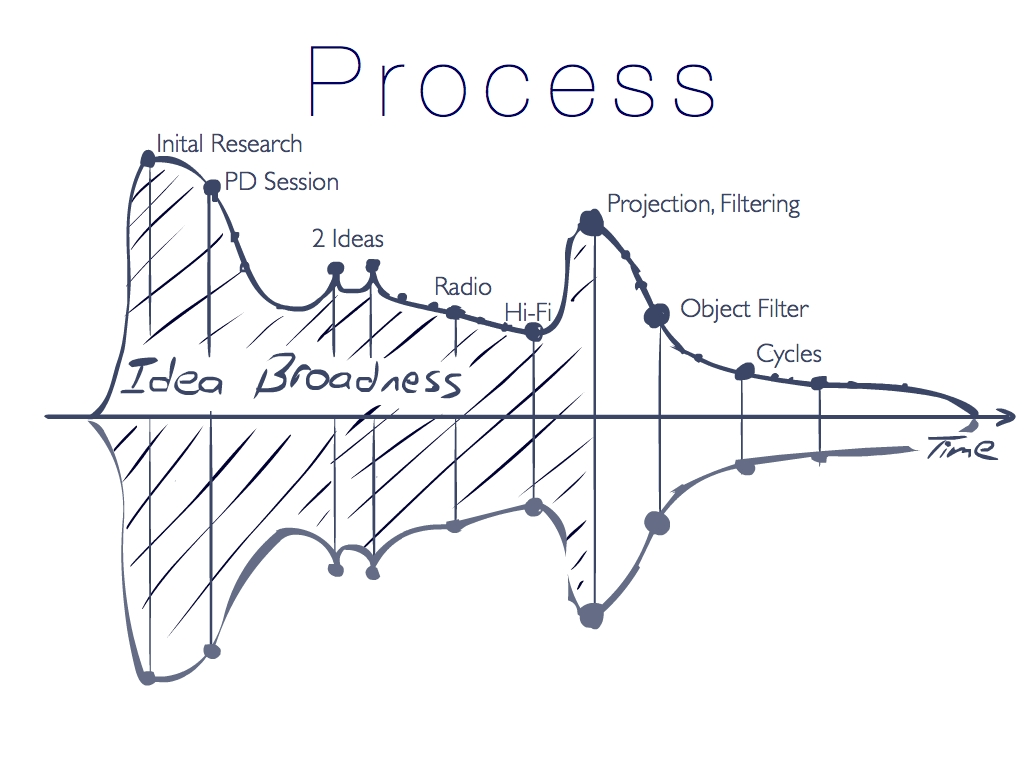 Process
Inital Research
PD Session
2 Ideas
Radio
Hi-Fi
Projection, Filtering
Object Filter
Cycles
Idea Broadness
Time